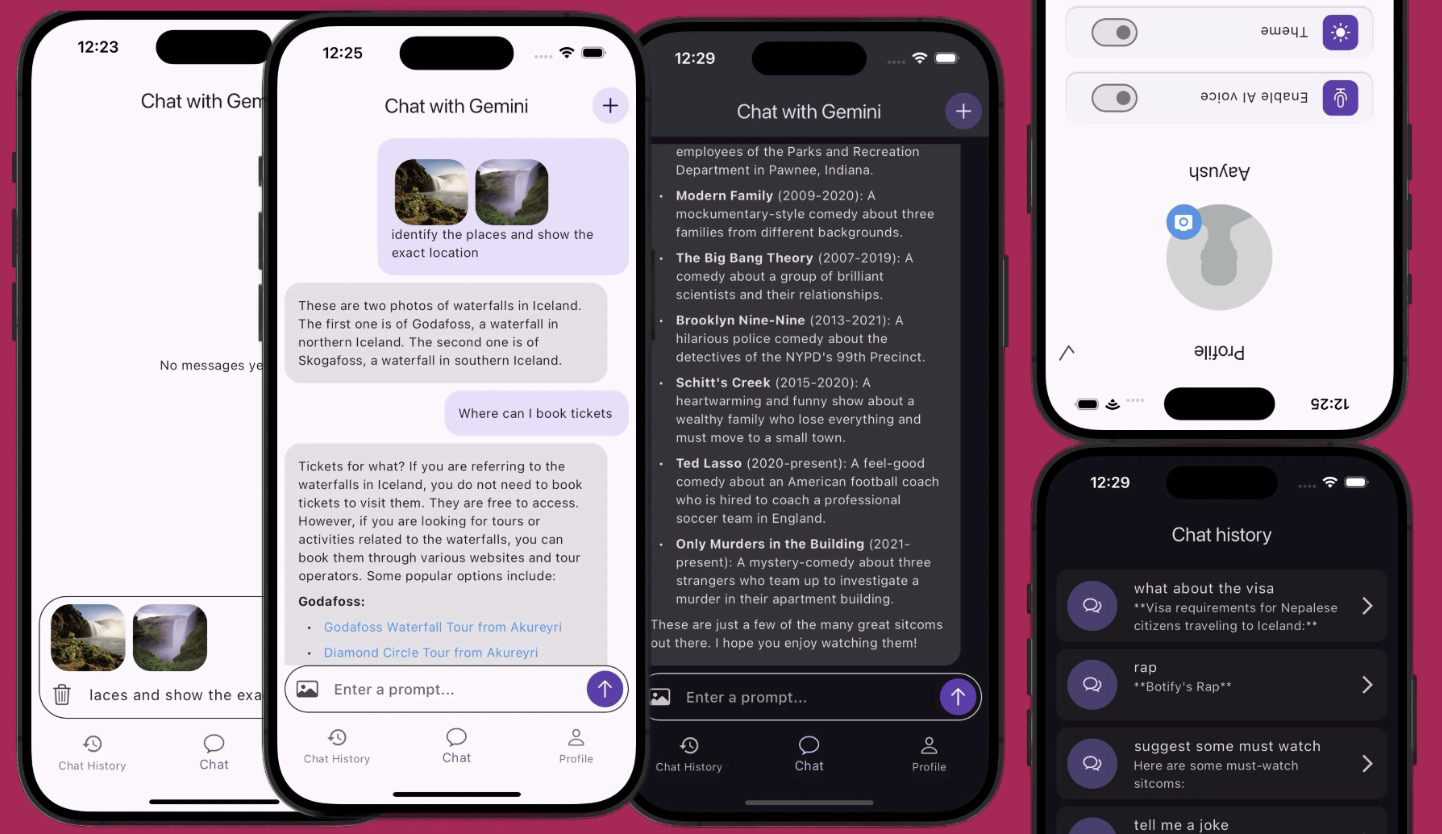 12:23
Chat with Gem
No messages ye
laces and show the exa
Chat History
Chat
12:25
Chat with Gemini
identify the places and show the
exact location
These are two photos of waterfalls in Iceland.
The first one is of Godafoss, a waterfall in
northern Iceland. The second one is of
Skogafoss, a waterfall in southern Iceland.
Where can I book tickets
Tickets for what? If you are referring to the
waterfalls in Iceland, you do not need to book
tickets to visit them. They are free to access.
However, if you are looking for tours or
activities related to the waterfalls, you can
book them through various websites and tour
operators. Some popular options include:
Godafoss:
• Godafoss Waterfall Tour from Akureyri
• Diamond Circle Tour from Akureyri
Enter a prompt...
Chat History
Chat
Profile
12:29
Chat with Gemini
employees of the Parks and Recreation
Department in Pawnee, Indiana.
• Modern Family (2009-2020): A
mockumentary-style comedy about three
families from different backgrounds.
• The Big Bang Theory (2007-2019): A
comedy about a group of brilliant
scientists and their relationships.
• Brooklyn Nine-Nine (2013-2021): A
hilarious police comedy about the
detectives of the NYPD's 99th Precinct.
• Schitt's Creek (2015-2020): A
heartwarming and funny show about a
wealthy family who lose everything and
must move to a small town.
• Ted Lasso (2020-present): A feel-good
comedy about an American football coach
who is hired to coach a professional
soccer team in England.
• Only Murders in the Building (2021-
present): A mystery-comedy about three
strangers who team up to investigate a
murder in their apartment building.
These are just a few of the many great sitcoms
out there. I hope you enjoy watching them!
Enter a prompt...
Chat History
Chat
Profile
12:25
Profile
Aayush
Enable AI voice
Theme
12:29
Chat history
what about the visa
**Visa requirements for Nepalese
citizens traveling to Iceland:**
rap
**Botify's Rap**
suggest some must watch
Here are some must-watch
sitcoms:
tell me a joke